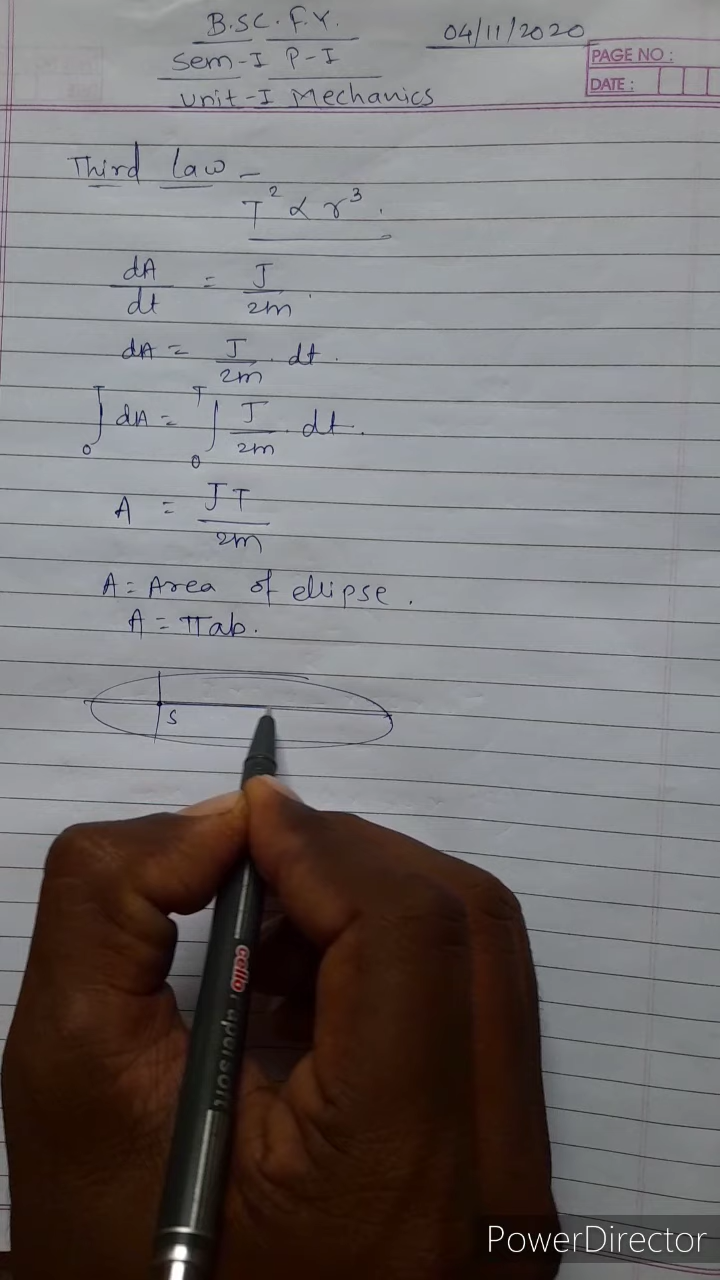 B.SC. F.Y.
04/11/2020
Sem-I P-I
PAGE NO :
Unit-I Mechanics
DATE :
Third Law -
T² ∝ r³.
dA/dt = J/2m.
dA = J/2m . dt.
∫₀ᵀ dA = ∫₀ᵀ J/2m . dt.
A = JT/2m
A = Area of ellipse.
A = πab.
S
cello
PowerDirector